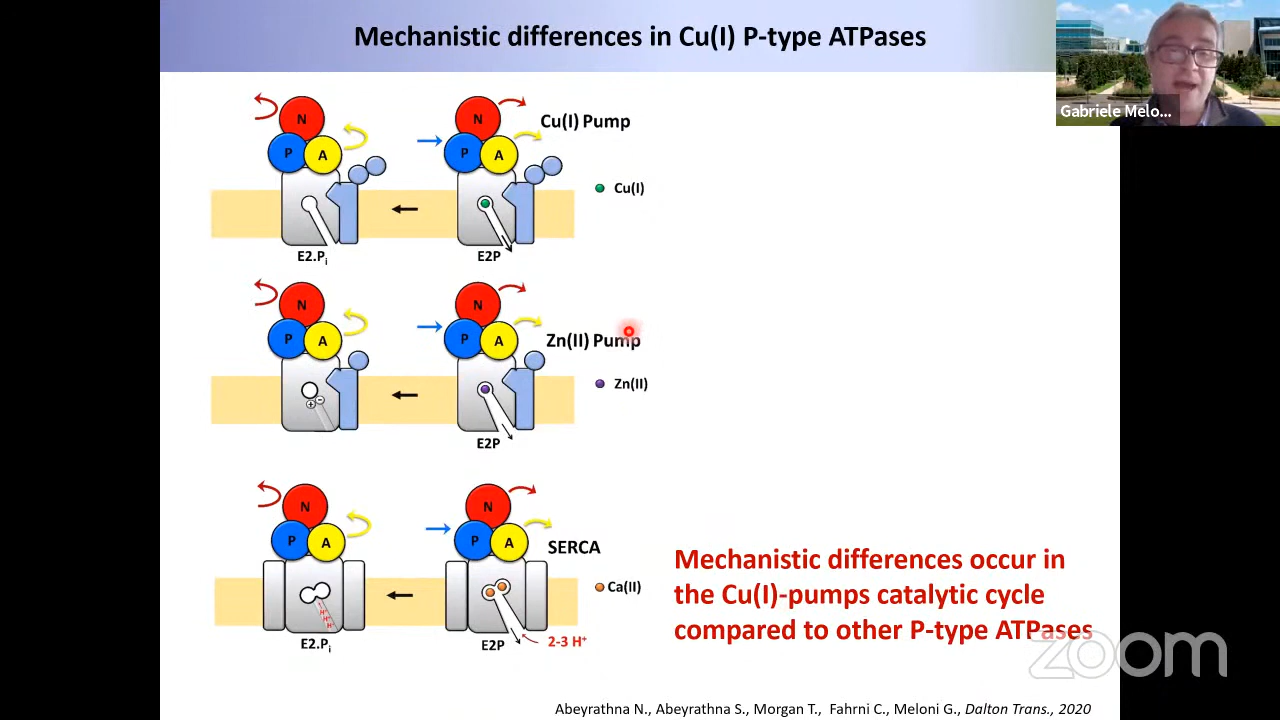 Mechanistic differences in Cu(I) P-type ATPases
Gabriele Melo...
N
P
A
E2.Pi
N
P
A
E2P
Cu(I) Pump
Cu(I)
N
P
A
+
−
N
P
A
E2P
Zn(II) Pump
Zn(II)
N
P
A
H+
H+
H+
E2.Pi
N
P
A
E2P
2-3 H+
SERCA
Ca(II)
Mechanistic differences occur in
the Cu(I)-pumps catalytic cycle
compared to other P-type ATPases
zoom
Abeyrathna N., Abeyrathna S., Morgan T., Fahrni C., Meloni G., Dalton Trans., 2020